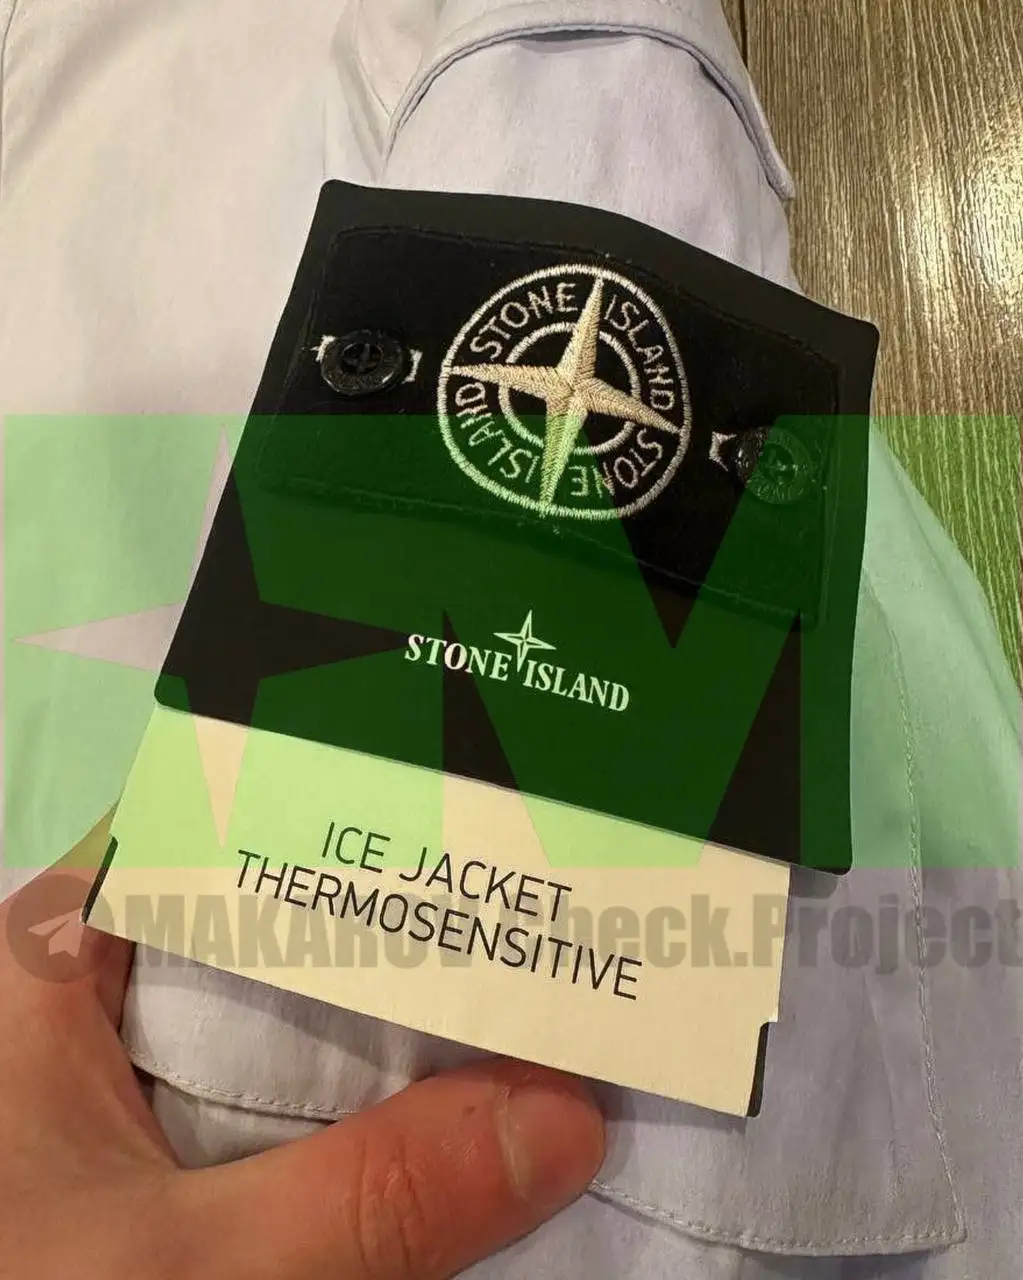 STONE ISLAND
STONE ISLAND
STONE ISLAND
ICE JACKET
THERMOSENSITIVE
MAKAROV Check.Project